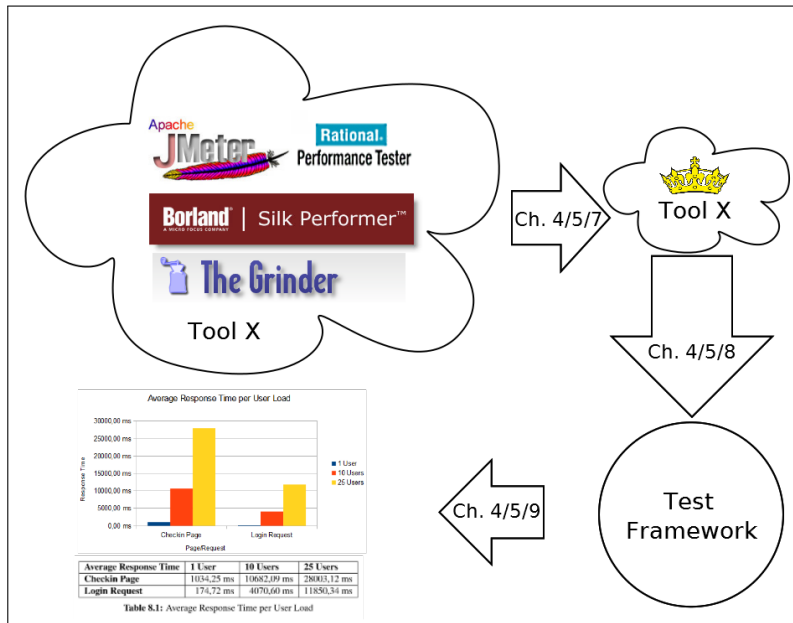 Apache
JMeter
Rational.
Performance Tester
Borland® | Silk Performer™
A MICRO FOCUS COMPANY
The Grinder
Tool X
Ch. 4/5/7
Tool X
Ch. 4/5/8
Test
Framework
Ch. 4/5/9
Average Response Time per User Load
30000,00 ms
25000,00 ms
20000,00 ms
15000,00 ms
10000,00 ms
5000,00 ms
0,00 ms
Response Time
Checkin Page
Login Request
Page/Request
1 User
10 Users
25 Users
Average Response Time 1 User 10 Users 25 Users
Checkin Page 1034,25 ms 10682,09 ms 28003,12 ms
Login Request 174,72 ms 4070,60 ms 11850,34 ms
Table 8.1: Average Response Time per User Load